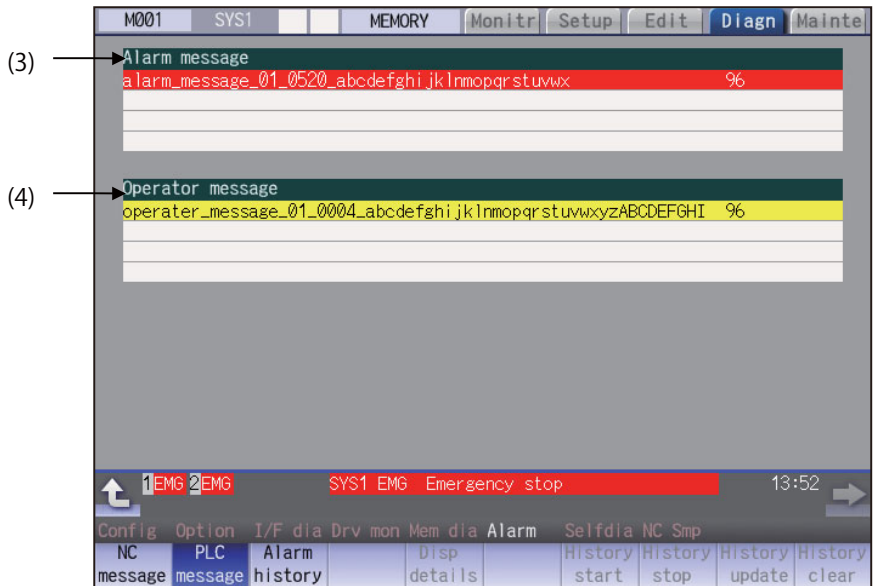 M001 SYS1 MEMORY Monitr Setup Edit Diagn Mainte
(3)
Alarm message
alarm_message_01_0520_abcdefghijklnmopqrstuvwx 96
(4)
Operator message
operater_message_01_0004_abcdefghijklnmopqrstuvwxyzABCDEFGHI 96
1EMG 2EMG SYS1 EMG Emergency stop 13:52
Config Option I/F dia Drv mon Mem dia Alarm Selfdia NC Smp
NC PLC Alarm Disp History History History History
message message history details start stop update clear